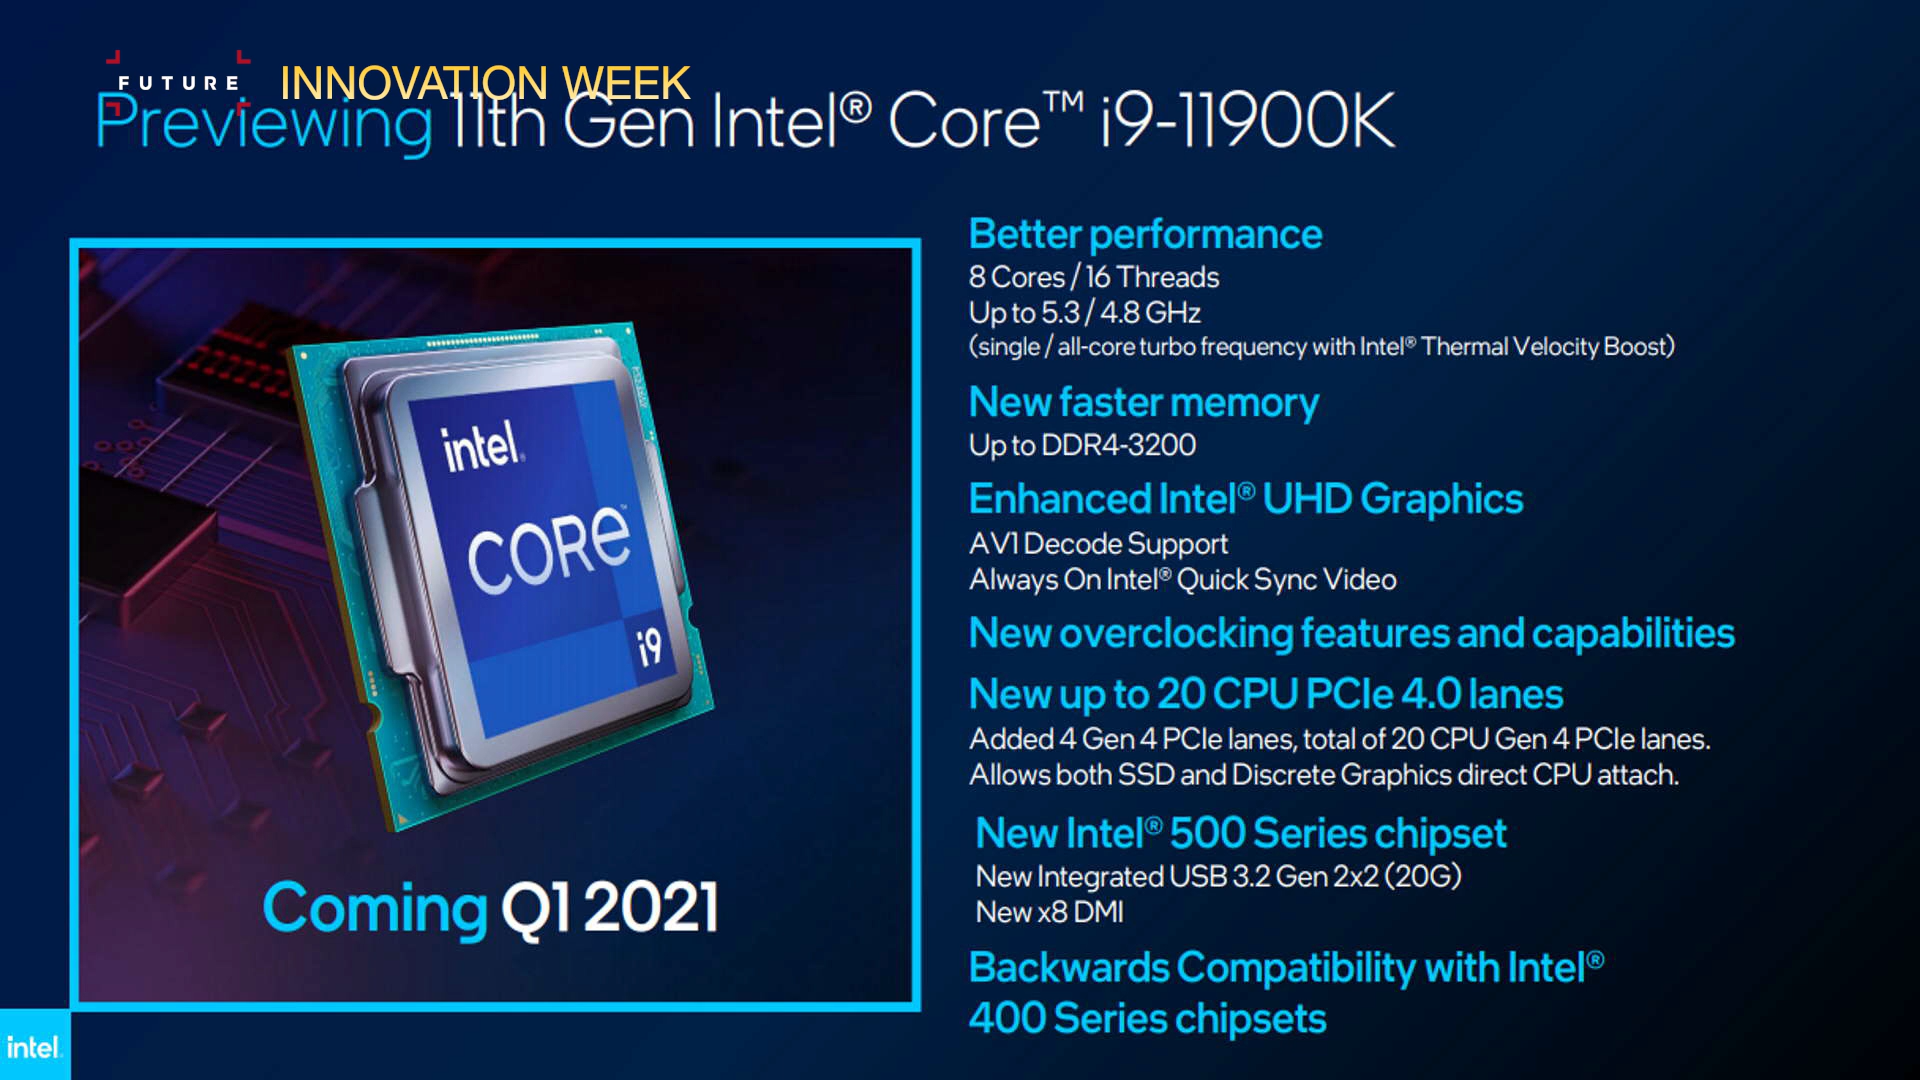 FUTURE INNOVATION WEEK
Previewing 11th Gen Intel® Core™ i9-11900K
intel.
CORE™
i9
Coming Q1 2021
Better performance
8 Cores / 16 Threads
Up to 5.3 / 4.8 GHz
(single / all-core turbo frequency with Intel® Thermal Velocity Boost)
New faster memory
Up to DDR4-3200
Enhanced Intel® UHD Graphics
AV1 Decode Support
Always On Intel® Quick Sync Video
New overclocking features and capabilities
New up to 20 CPU PCIe 4.0 lanes
Added 4 Gen 4 PCIe lanes, total of 20 CPU Gen 4 PCIe lanes.
Allows both SSD and Discrete Graphics direct CPU attach.
New Intel® 500 Series chipset
New Integrated USB 3.2 Gen 2x2 (20G)
New x8 DMI
Backwards Compatibility with Intel®
400 Series chipsets
intel.